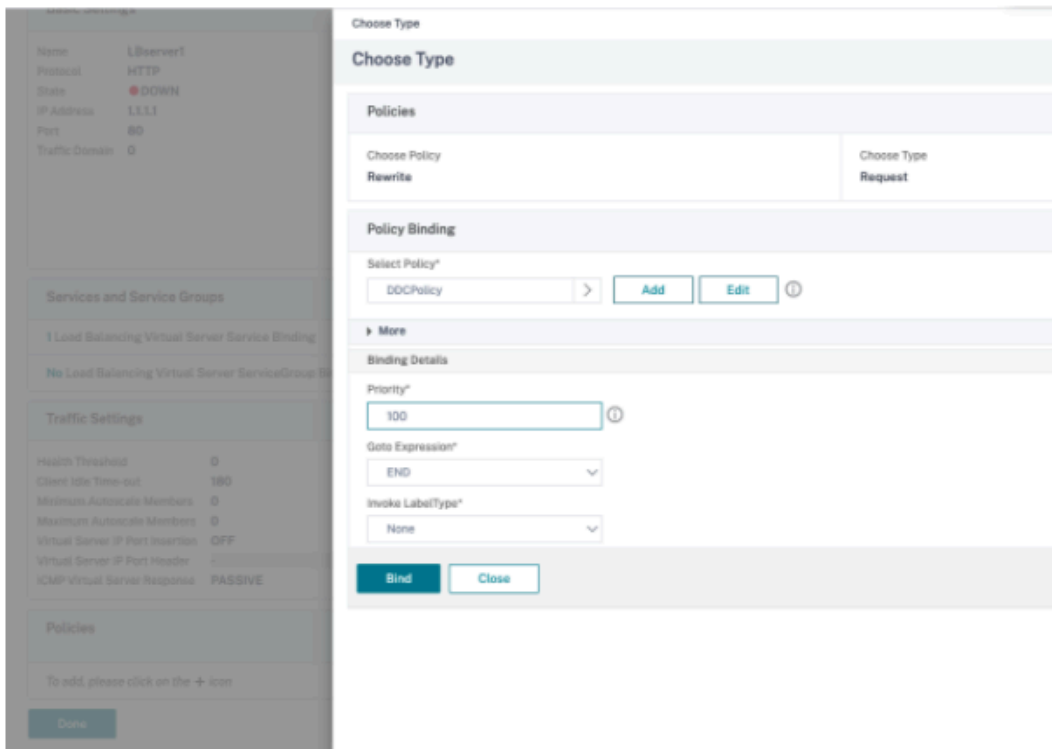 Basic Settings
Name LBserver1
Protocol HTTP
State DOWN
IP Address 1.1.1.1
Port 80
Traffic Domain 0
Services and Service Groups
1 Load Balancing Virtual Server Service Binding
No Load Balancing Virtual Server ServiceGroup Bi
Traffic Settings
Health Threshold 0
Client Idle Time-out 180
Minimum Autoscale Members 0
Maximum Autoscale Members 0
Virtual Server IP Port Insertion OFF
Virtual Server IP Port Header -
ICMP Virtual Server Response PASSIVE
Policies
To add, please click on the + icon
Done
Choose Type
Choose Type
Policies
Choose Policy Choose Type
Rewrite Request
Policy Binding
Select Policy*
DDCPolicy Add Edit
More
Binding Details
Priority*
100
Goto Expression*
END
Invoke LabelType*
None
Bind Close